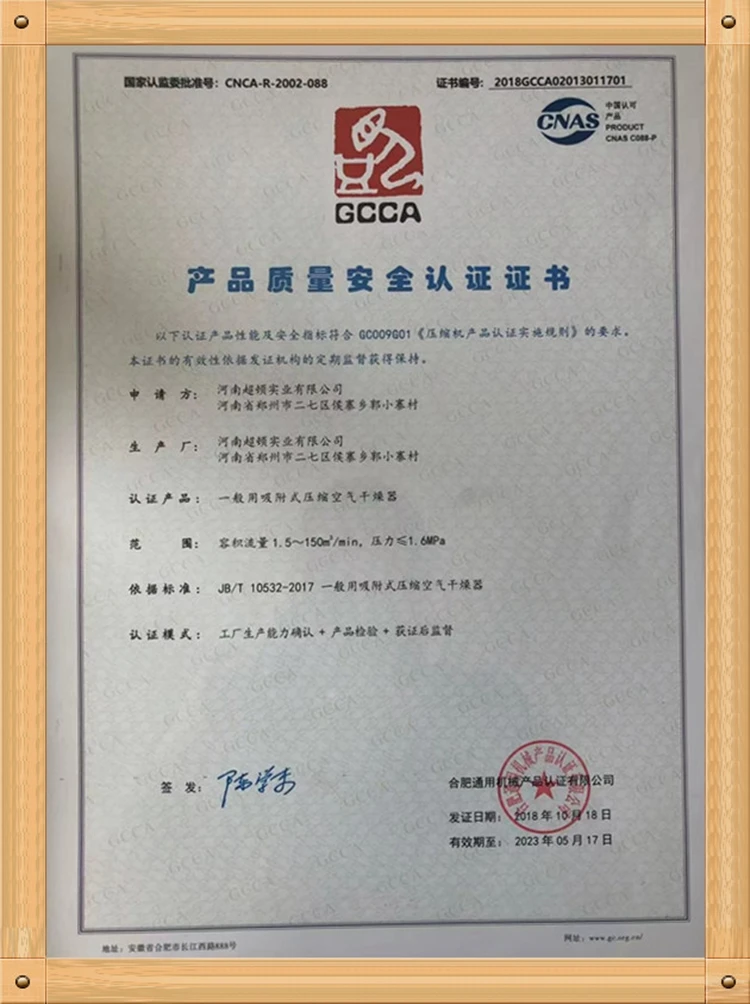 国家认监委批准号：CNCA-R-2002-088
证书编号：2018GCCA02013011701
CNAS
中国认可
产品
PRODUCT
CNAS C088-P
GCCA
产品质量安全认证证书
以下认证产品性能及安全指标符合 GC009G01《压缩机产品认证实施规则》的要求。
本证书的有效性依据发证机构的定期监督获得保持。
申请方：河南超顿实业有限公司
河南省郑州市二七区侯寨乡郭小寨村
生产厂：河南超顿实业有限公司
河南省郑州市二七区侯寨乡郭小寨村
认证产品：一般用吸附式压缩空气干燥器
范围：容积流量 1.5～150m³/min，压力≤1.6MPa
依据标准：JB/T 10532-2017 一般用吸附式压缩空气干燥器
认证模式：工厂生产能力确认 + 产品检验 + 获证后监督
签发：
合肥通用机械产品认证有限公司
发证日期：2018 年 10 月 18 日
有效期至：2023 年 05 月 17 日
地址：安徽省合肥市长江西路888号
网址：www.gc.org.cn/